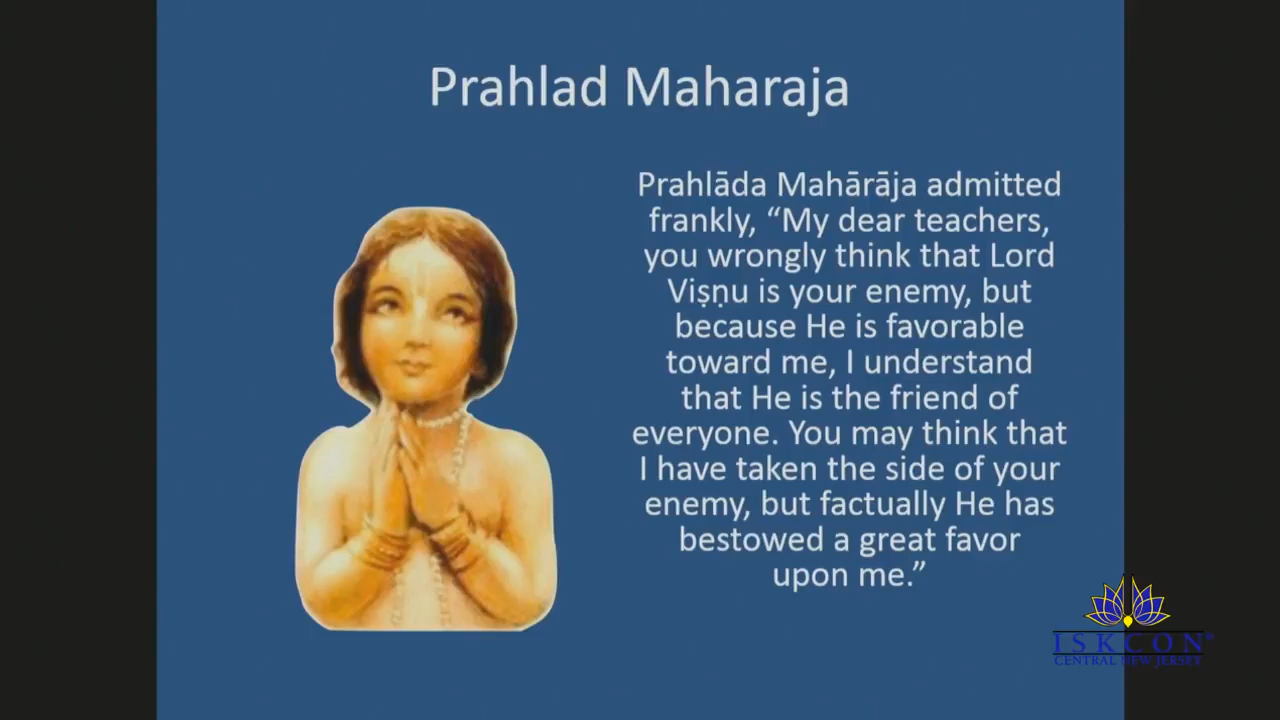 Prahlad Maharaja
Prahlāda Mahārāja admitted
frankly, “My dear teachers,
you wrongly think that Lord
Viṣṇu is your enemy, but
because He is favorable
toward me, I understand
that He is the friend of
everyone. You may think that
I have taken the side of your
enemy, but factually He has
bestowed a great favor
upon me.”
ISKCON®
CENTRAL NEW JERSEY